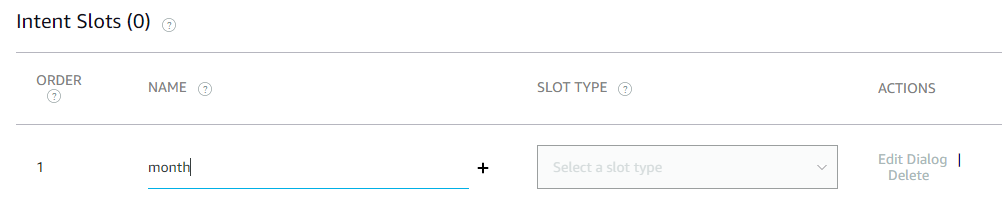 Intent Slots (0) ?
ORDER
?
NAME ?
SLOT TYPE ?
ACTIONS
1
month
+
Select a slot type
Edit Dialog |
Delete